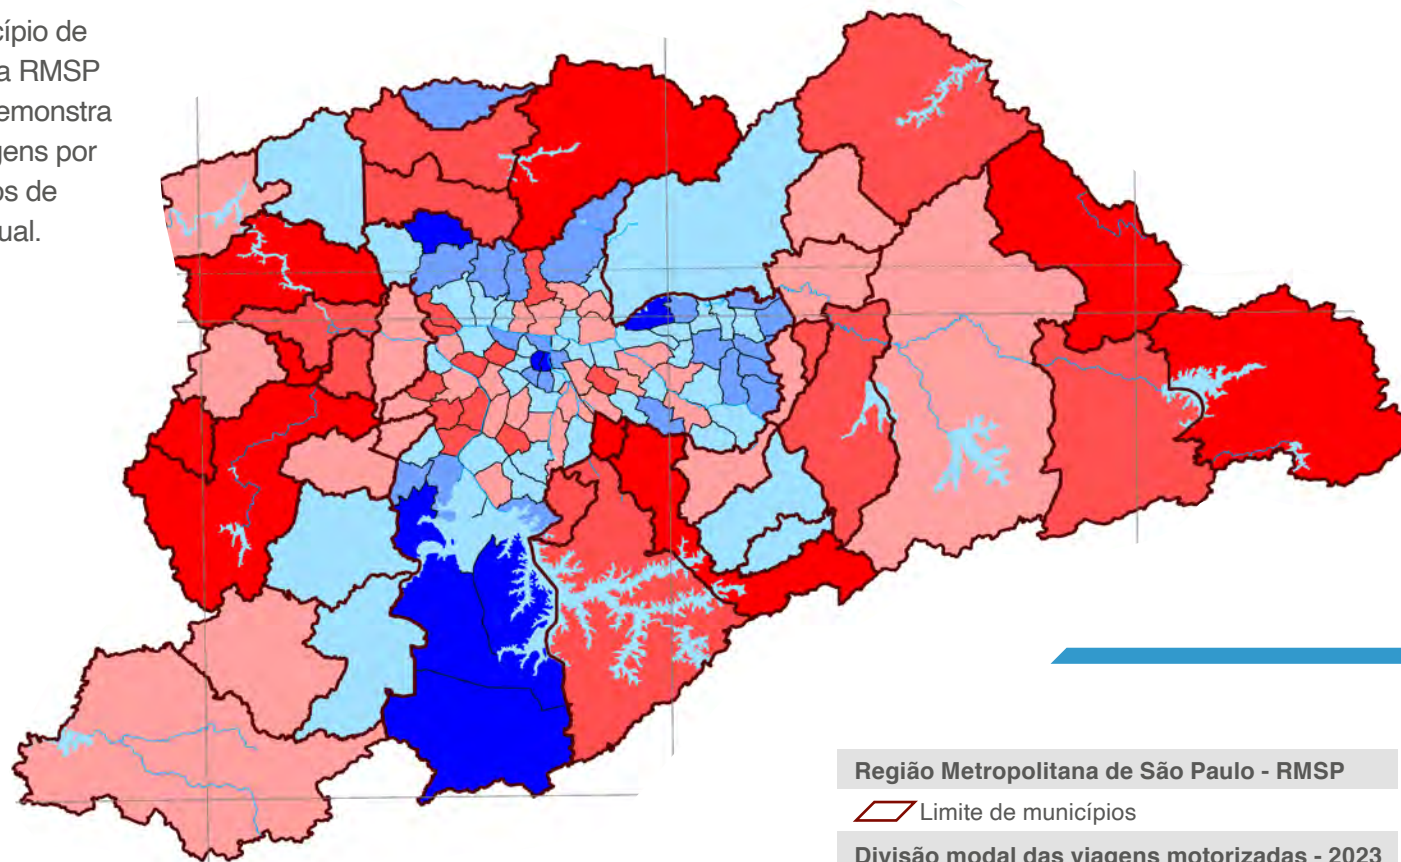 cípio de
a RMSP
emonstra
gens por
os de
ual.
Região Metropolitana de São Paulo - RMSP
Limite de municípios
Divisão modal das viagens motorizadas - 2023